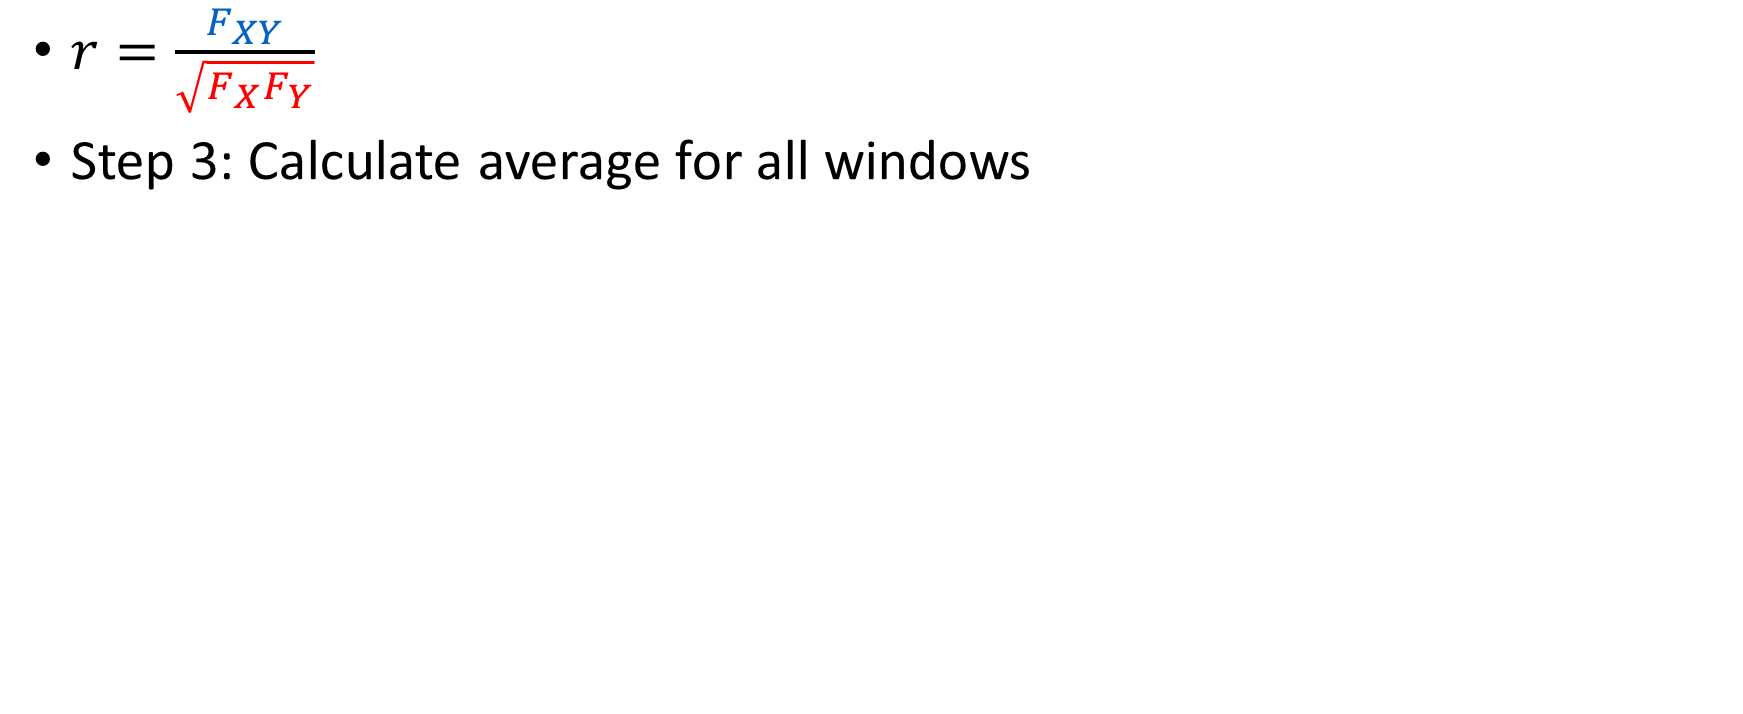 • r = F_XY / √(F_X F_Y)
• Step 3: Calculate average for all windows